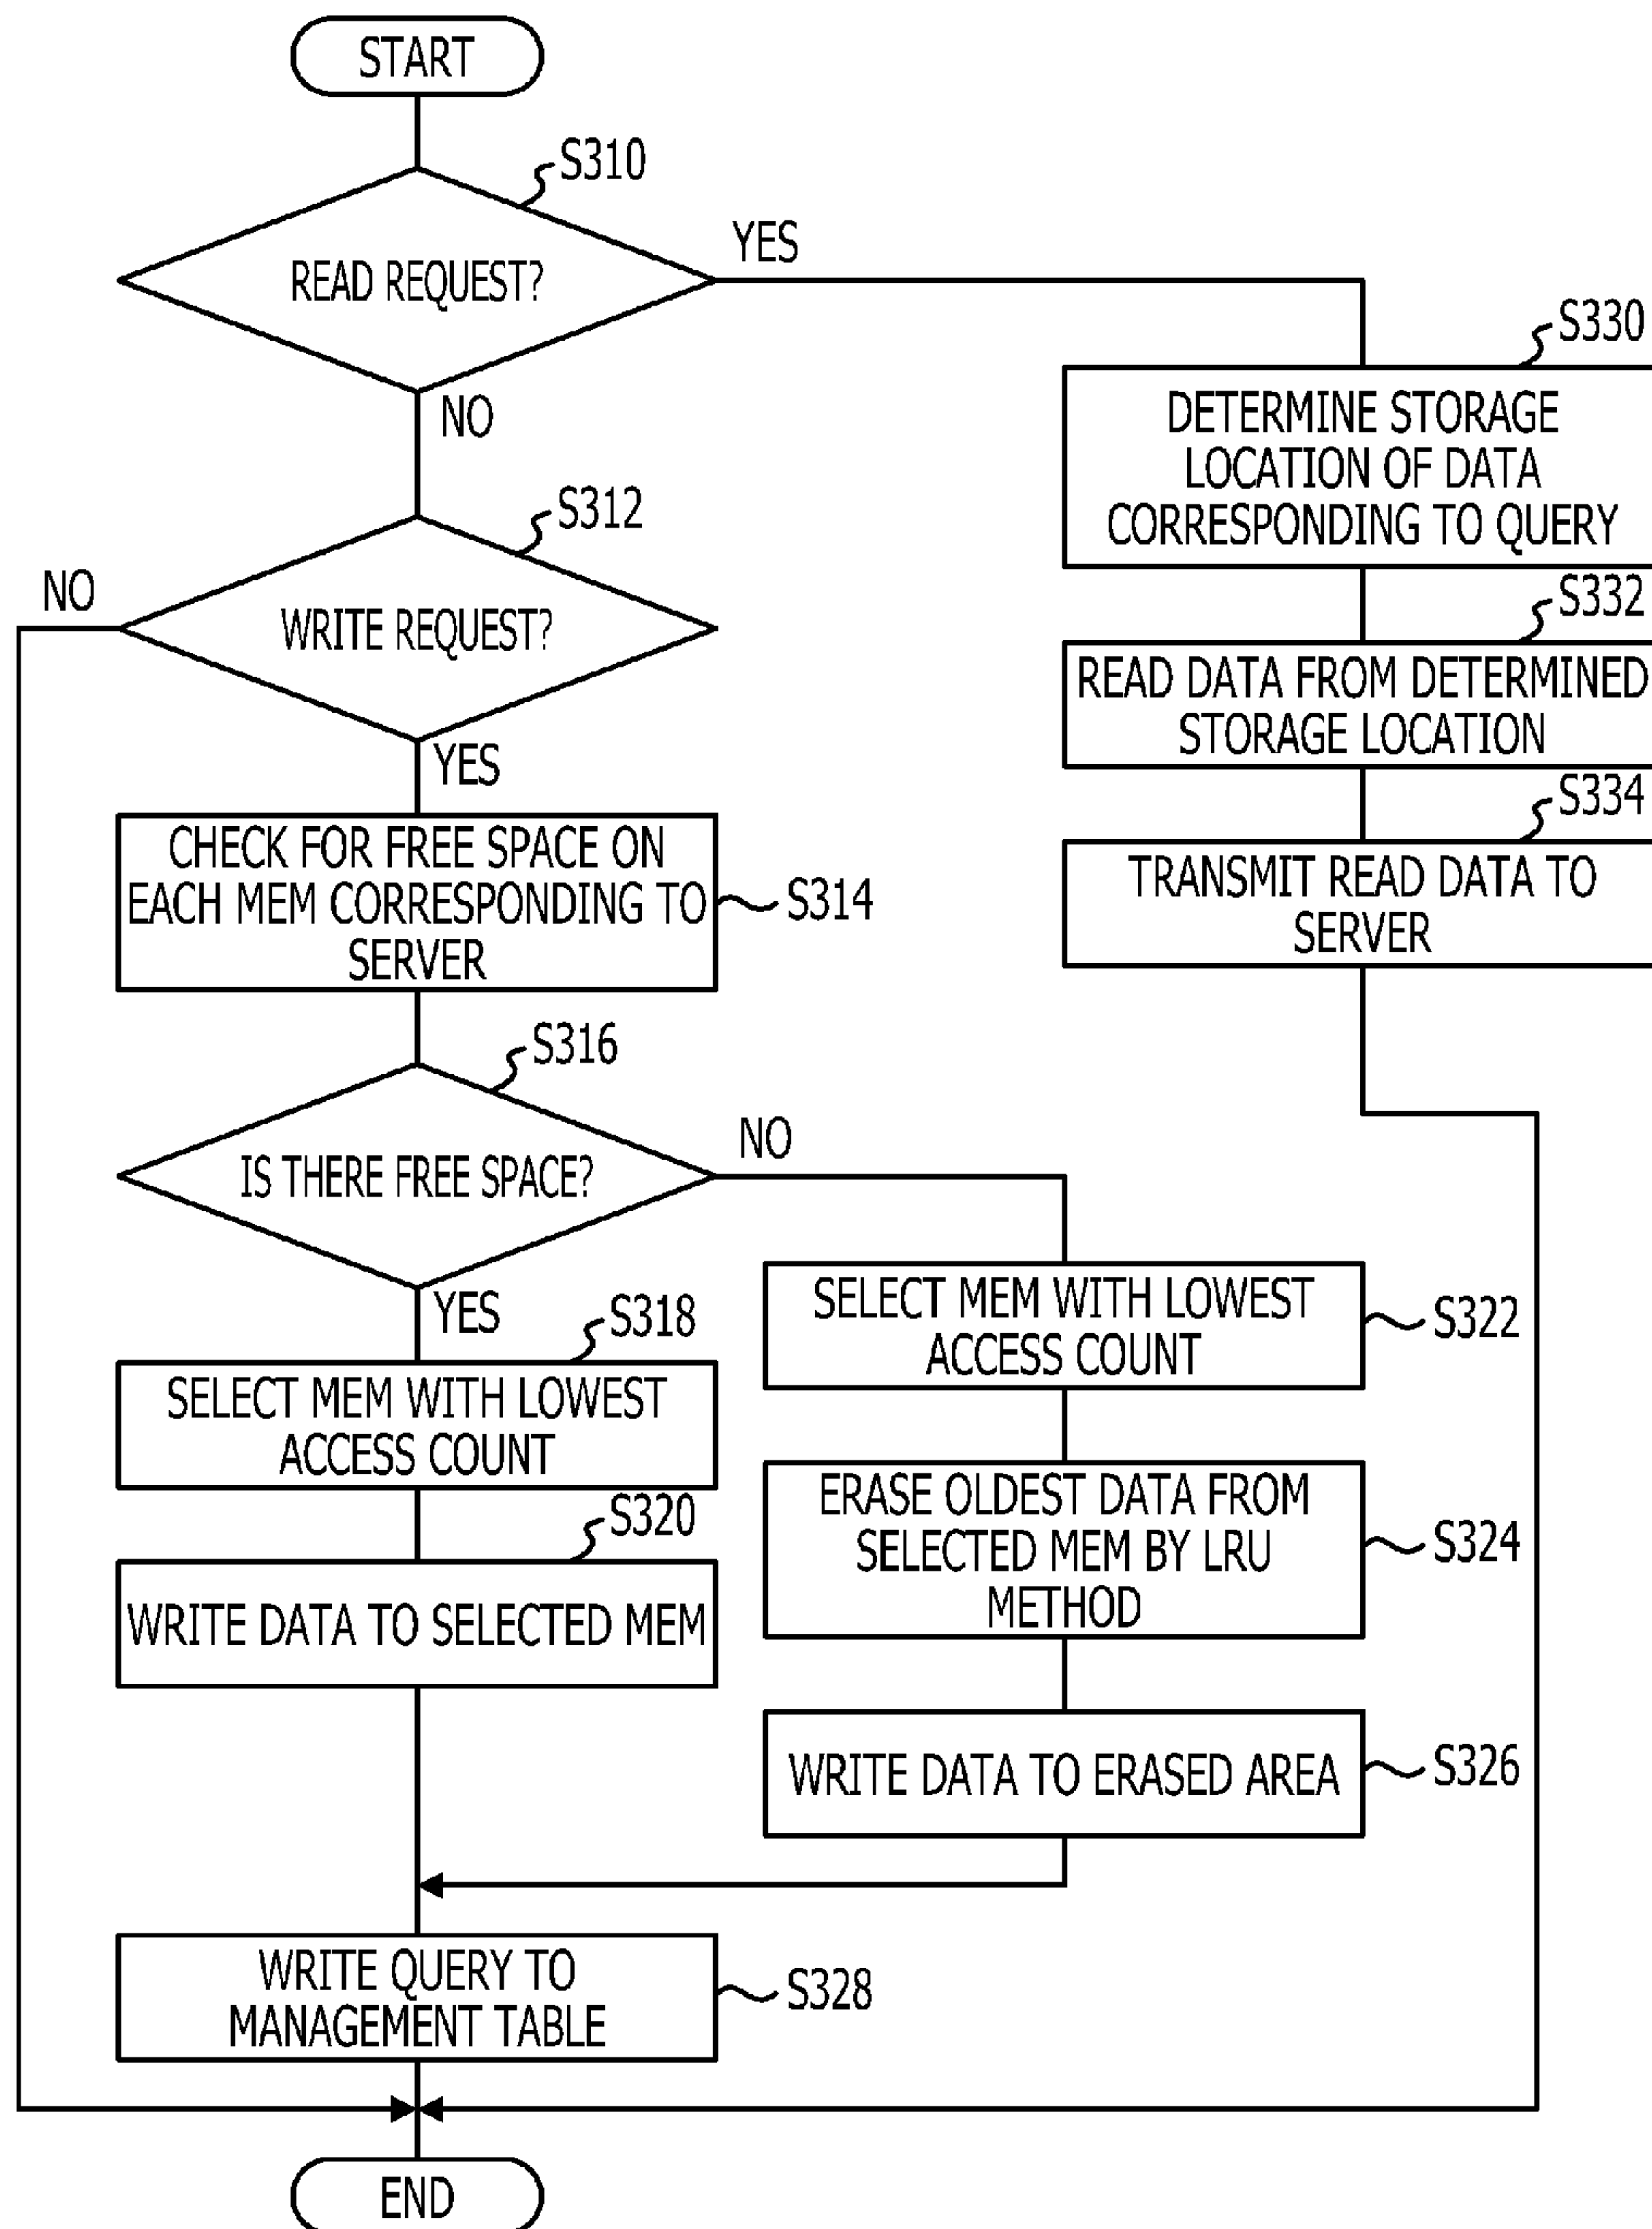 START
S310
READ REQUEST?
YES
NO
S330
DETERMINE STORAGE
LOCATION OF DATA
CORRESPONDING TO QUERY
S312
WRITE REQUEST?
NO
YES
S332
READ DATA FROM DETERMINED
STORAGE LOCATION
S334
TRANSMIT READ DATA TO
SERVER
CHECK FOR FREE SPACE ON
EACH MEM CORRESPONDING TO
SERVER
S314
S316
IS THERE FREE SPACE?
NO
YES
S318
SELECT MEM WITH LOWEST
ACCESS COUNT
S320
WRITE DATA TO SELECTED MEM
SELECT MEM WITH LOWEST
ACCESS COUNT
S322
ERASE OLDEST DATA FROM
SELECTED MEM BY LRU
METHOD
S324
WRITE DATA TO ERASED AREA
S326
WRITE QUERY TO
MANAGEMENT TABLE
S328
END